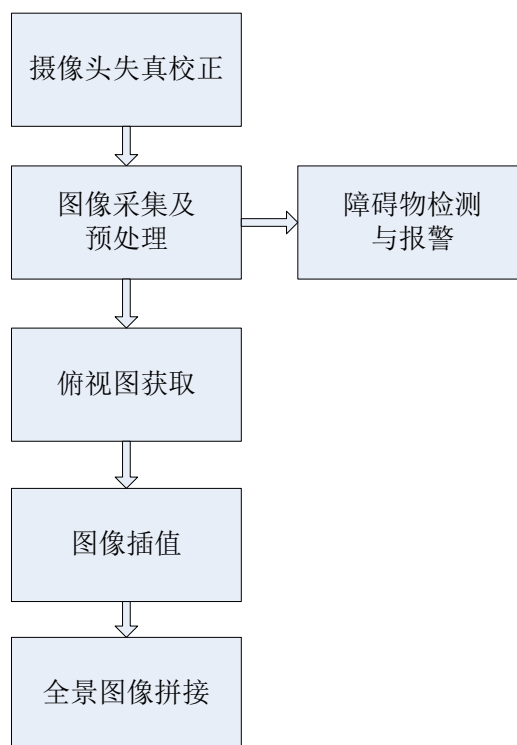 摄像头失真校正
图像采集及
预处理
障碍物检测
与报警
俯视图获取
图像插值
全景图像拼接